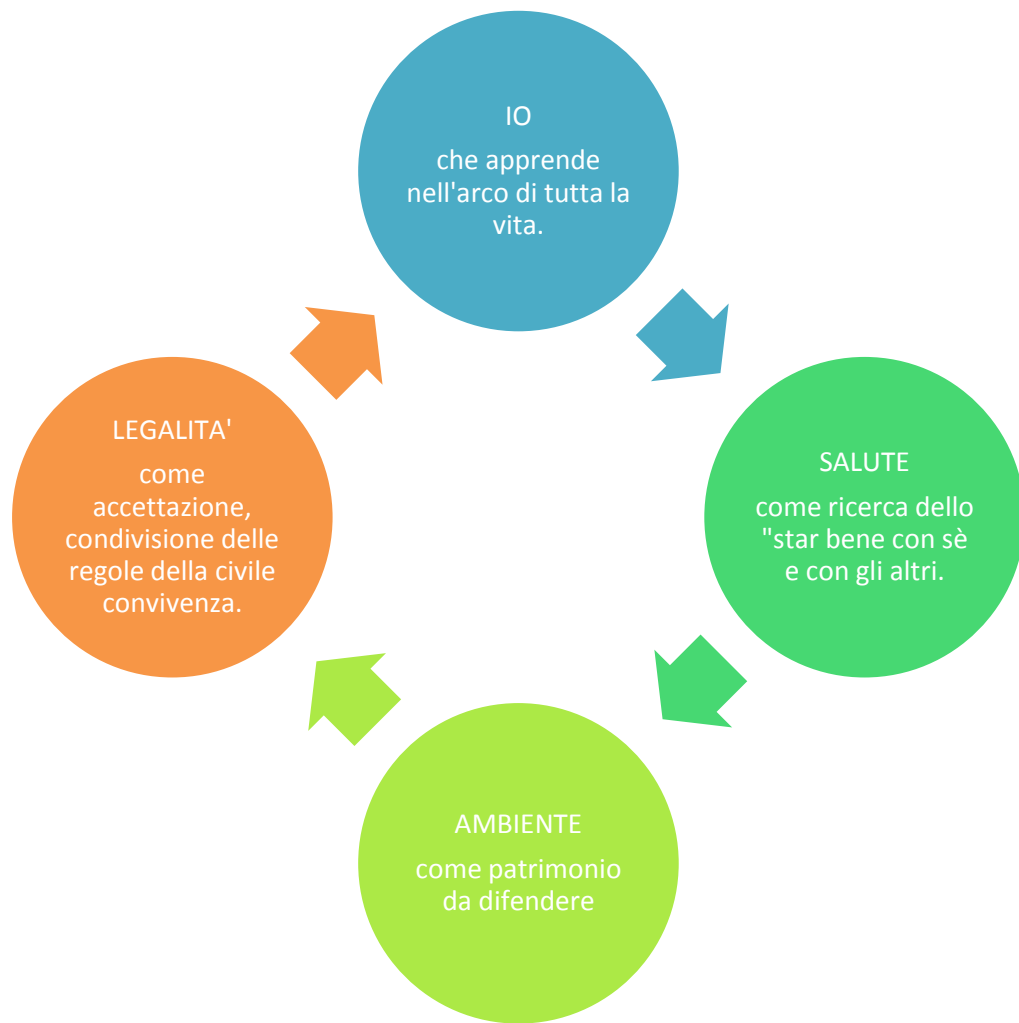 IO
che apprende
nell'arco di tutta la
vita.
SALUTE
come ricerca dello
"star bene con sè
e con gli altri.
AMBIENTE
come patrimonio
da difendere
LEGALITA'
come
accettazione,
condivisione delle
regole della civile
convivenza.